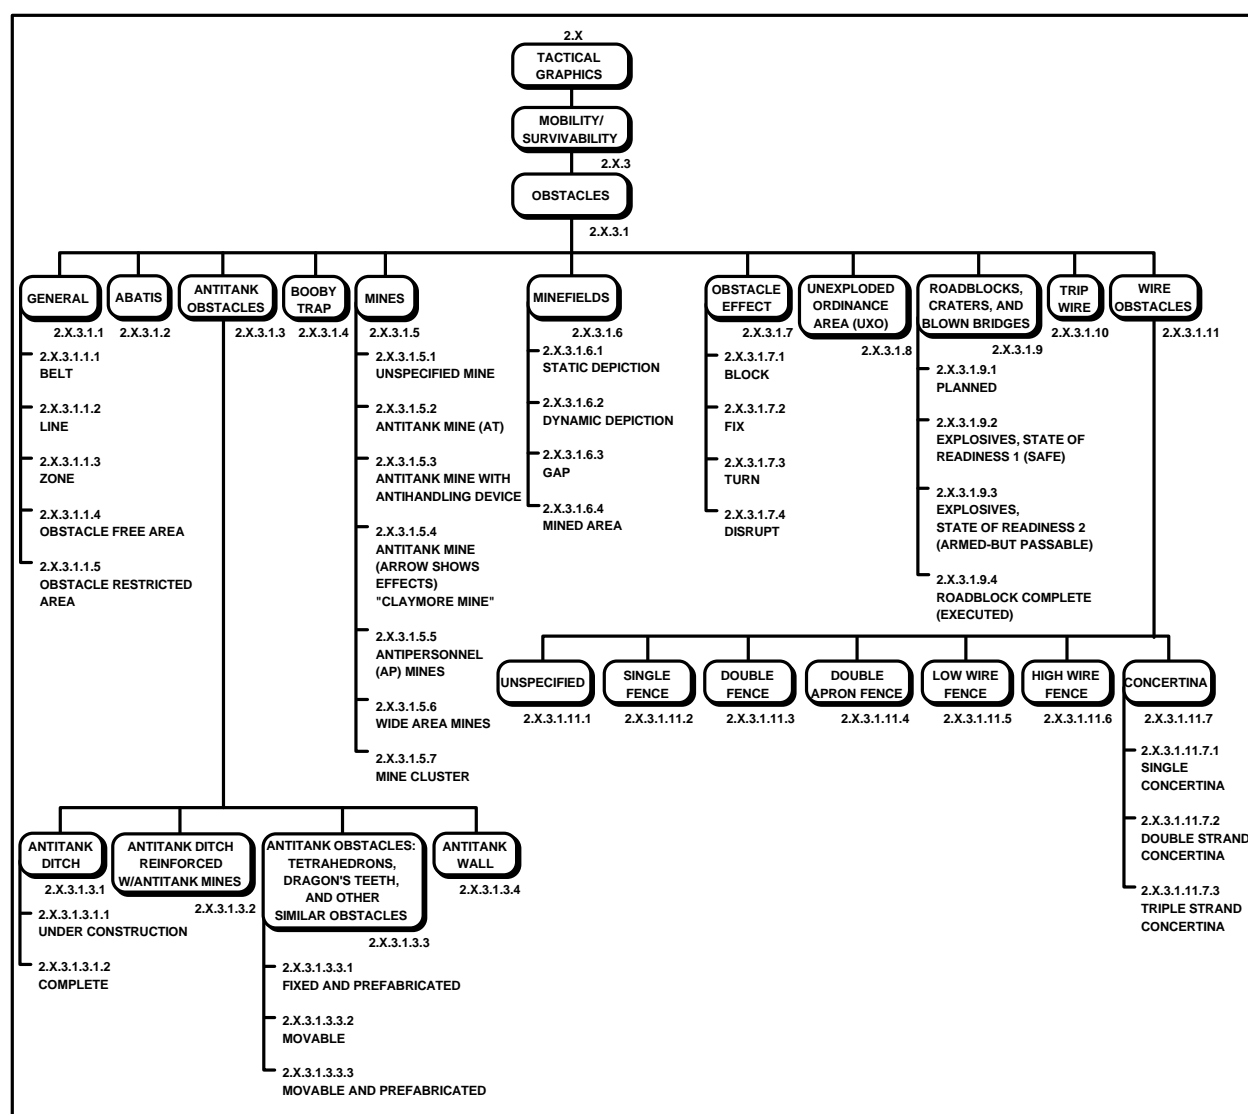 2.X
TACTICAL
GRAPHICS
MOBILITY/
SURVIVABILITY
2.X.3
OBSTACLES
2.X.3.1
GENERAL
2.X.3.1.1
2.X.3.1.1.1
BELT
2.X.3.1.1.2
LINE
2.X.3.1.1.3
ZONE
2.X.3.1.1.4
OBSTACLE FREE AREA
2.X.3.1.1.5
OBSTACLE RESTRICTED
AREA
ABATIS
2.X.3.1.2
ANTITANK
OBSTACLES
2.X.3.1.3
BOOBY
TRAP
2.X.3.1.4
MINES
2.X.3.1.5
2.X.3.1.5.1
UNSPECIFIED MINE
2.X.3.1.5.2
ANTITANK MINE (AT)
2.X.3.1.5.3
ANTITANK MINE WITH
ANTIHANDLING DEVICE
2.X.3.1.5.4
ANTITANK MINE
(ARROW SHOWS
EFFECTS)
"CLAYMORE MINE"
2.X.3.1.5.5
ANTIPERSONNEL
(AP) MINES
2.X.3.1.5.6
WIDE AREA MINES
2.X.3.1.5.7
MINE CLUSTER
MINEFIELDS
2.X.3.1.6
2.X.3.1.6.1
STATIC DEPICTION
2.X.3.1.6.2
DYNAMIC DEPICTION
2.X.3.1.6.3
GAP
2.X.3.1.6.4
MINED AREA
OBSTACLE
EFFECT
2.X.3.1.7
2.X.3.1.7.1
BLOCK
2.X.3.1.7.2
FIX
2.X.3.1.7.3
TURN
2.X.3.1.7.4
DISRUPT
UNEXPLODED
ORDINANCE
AREA (UXO)
2.X.3.1.8
ROADBLOCKS,
CRATERS, AND
BLOWN BRIDGES
2.X.3.1.9
2.X.3.1.9.1
PLANNED
2.X.3.1.9.2
EXPLOSIVES, STATE OF
READINESS 1 (SAFE)
2.X.3.1.9.3
EXPLOSIVES,
STATE OF READINESS 2
(ARMED-BUT PASSABLE)
2.X.3.1.9.4
ROADBLOCK COMPLETE
(EXECUTED)
TRIP
WIRE
2.X.3.1.10
WIRE
OBSTACLES
2.X.3.1.11
UNSPECIFIED
2.X.3.1.11.1
SINGLE
FENCE
2.X.3.1.11.2
DOUBLE
FENCE
2.X.3.1.11.3
DOUBLE
APRON FENCE
2.X.3.1.11.4
LOW WIRE
FENCE
2.X.3.1.11.5
HIGH WIRE
FENCE
2.X.3.1.11.6
CONCERTINA
2.X.3.1.11.7
2.X.3.1.11.7.1
SINGLE
CONCERTINA
2.X.3.1.11.7.2
DOUBLE STRAND
CONCERTINA
2.X.3.1.11.7.3
TRIPLE STRAND
CONCERTINA
ANTITANK
DITCH
2.X.3.1.3.1
2.X.3.1.3.1.1
UNDER CONSTRUCTION
2.X.3.1.3.1.2
COMPLETE
ANTITANK DITCH
REINFORCED
W/ANTITANK MINES
2.X.3.1.3.2
ANTITANK OBSTACLES:
TETRAHEDRONS,
DRAGON'S TEETH,
AND OTHER
SIMILAR OBSTACLES
2.X.3.1.3.3
2.X.3.1.3.3.1
FIXED AND PREFABRICATED
2.X.3.1.3.3.2
MOVABLE
2.X.3.1.3.3.3
MOVABLE AND PREFABRICATED
ANTITANK
WALL
2.X.3.1.3.4